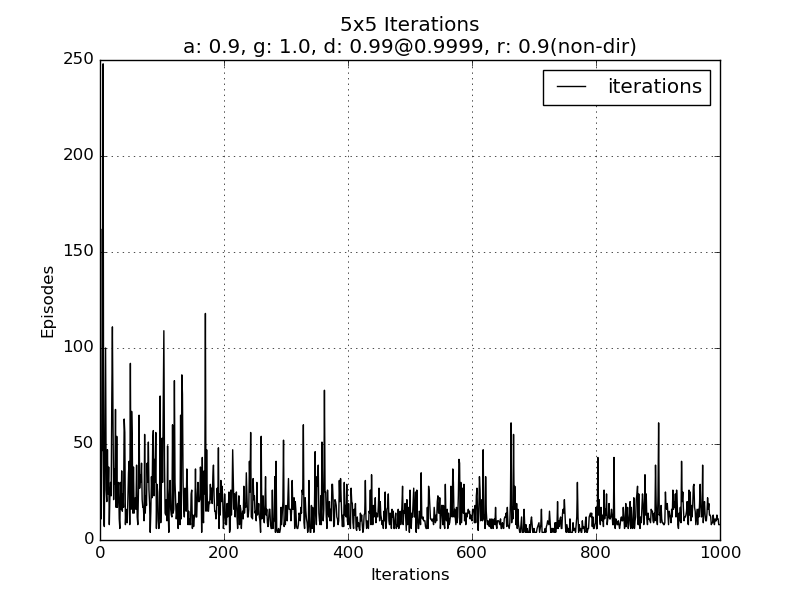 5x5 Iterations
a: 0.9, g: 1.0, d: 0.99@0.9999, r: 0.9(non-dir)
250
iterations
200
150
Episodes
100
50
0
0 200 400 600 800 1000
Iterations